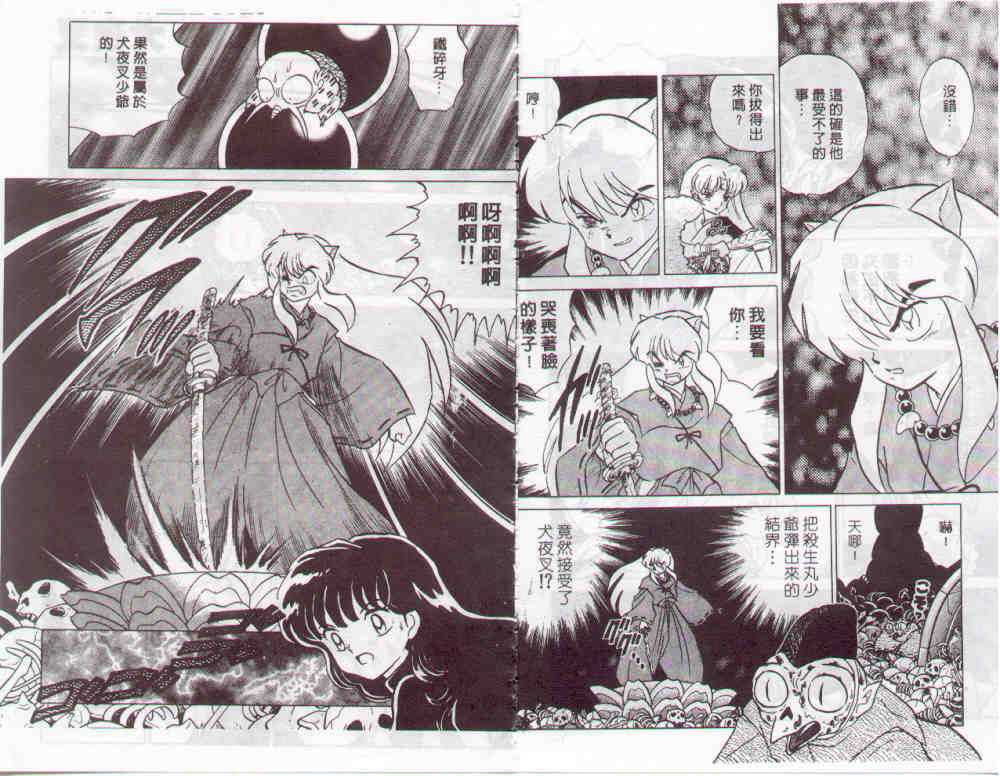 沒錯…
這的確是他
最受不了的
事…
你拔得出
來嗎?
哼!
我要看
你…
哭喪著臉
的樣子!
嚇!
天哪!
把殺生丸少
爺彈出來的
結界…
竟然接受了
犬夜叉!?
鐵碎牙…
果然是屬於
犬夜叉少爺
的!
呀啊啊啊
啊啊!!